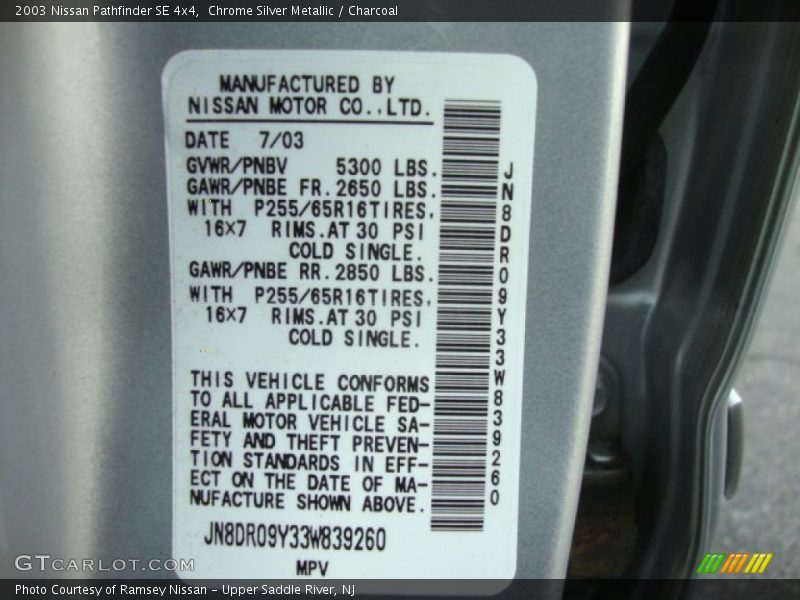 2003 Nissan Pathfinder SE 4x4, Chrome Silver Metallic / Charcoal
MANUFACTURED BY
NISSAN MOTOR CO.,LTD.
DATE 7/03
GVWR/PNBV 5300 LBS.
GAWR/PNBE FR.2650 LBS.
WITH P255/65R16TIRES.
16×7 RIMS.AT 30 PSI
COLD SINGLE.
GAWR/PNBE RR.2850 LBS.
WITH P255/65R16TIRES.
16×7 RIMS.AT 30 PSI
COLD SINGLE.
THIS VEHICLE CONFORMS
TO ALL APPLICABLE FED-
ERAL MOTOR VEHICLE SA-
FETY AND THEFT PREVEN-
TION STANDARDS IN EFF-
ECT ON THE DATE OF MA-
NUFACTURE SHOWN ABOVE.
JN8DR09Y33W839260
MPV
JN8DR09Y33W839260
GTCarLot.com
Photo Courtesy of Ramsey Nissan – Upper Saddle River, NJ